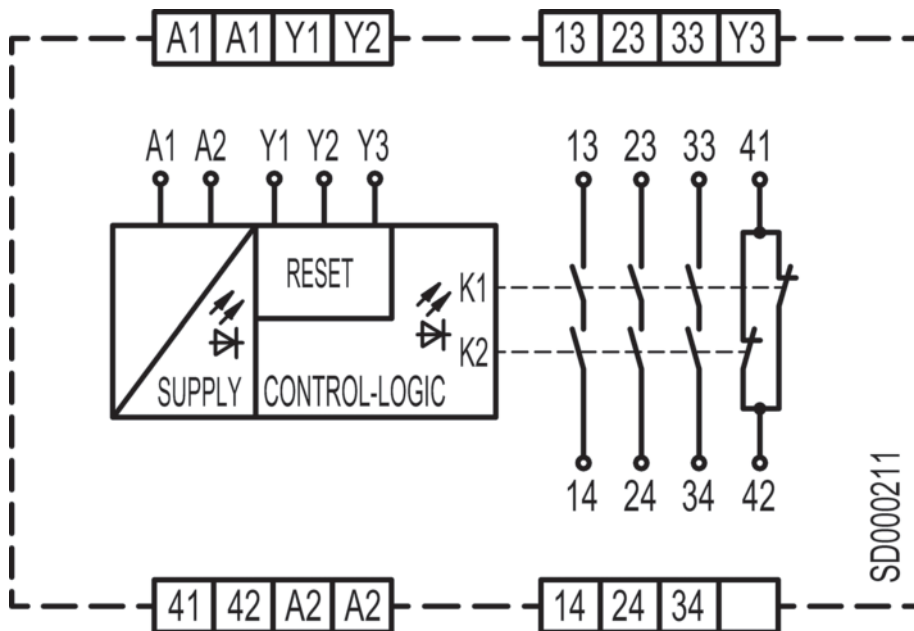 A1 A1 Y1 Y2 13 23 33 Y3
A1 A2 Y1 Y2 Y3 13 23 33 41
RESET
K1
K2
SUPPLY CONTROL-LOGIC
14 24 34 42
SD000211
41 42 A2 A2 14 24 34